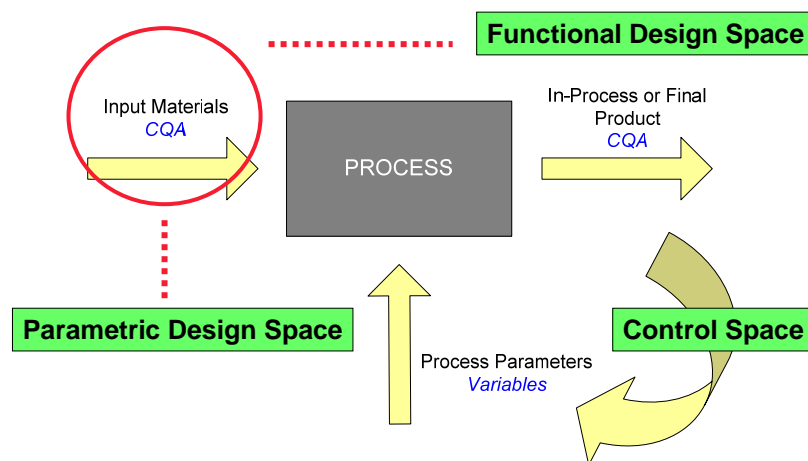 Functional Design Space
Input Materials
CQA
In-Process or Final
Product
CQA
PROCESS
Parametric Design Space
Control Space
Process Parameters
Variables